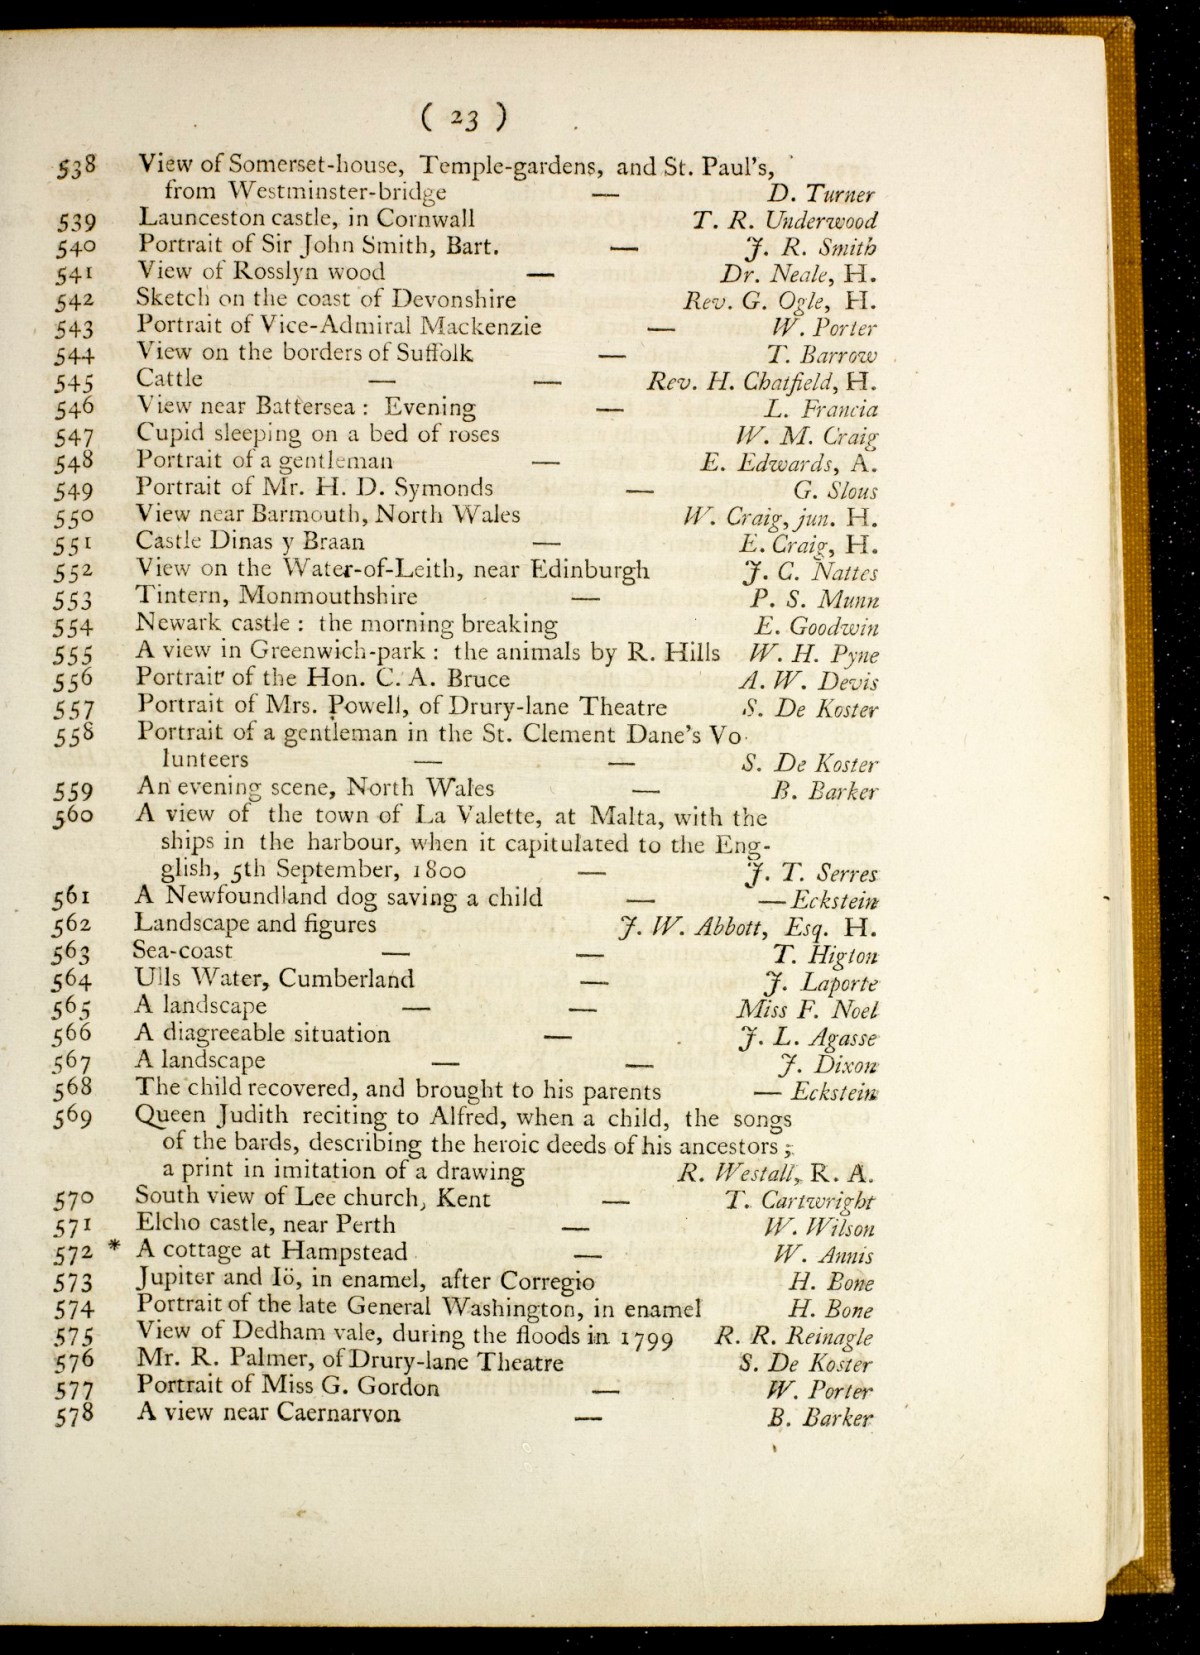 ( 23 )
538 View of Somerset-house, Temple-gardens, and St. Paul's,
from Westminster-bridge — D. Turner
539 Launceston castle, in Cornwall T. R. Underwood
540 Portrait of Sir John Smith, Bart. — J. R. Smith
541 View of Rosslyn wood — Dr. Neale, H.
542 Sketch on the coast of Devonshire Rev. G. Ogle, H.
543 Portrait of Vice-Admiral Mackenzie — W. Porter
544 View on the borders of Suffolk — T. Barrow
545 Cattle — — Rev. H. Chatfield, H.
546 View near Battersea : Evening — L. Francia
547 Cupid sleeping on a bed of roses W. M. Craig
548 Portrait of a gentleman — E. Edwards, A.
549 Portrait of Mr. H. D. Symonds — G. Slous
550 View near Barmouth, North Wales W. Craig, jun. H.
551 Castle Dinas y Braan — E. Craig, H.
552 View on the Water-of-Leith, near Edinburgh J. C. Nattes
553 Tintern, Monmouthshire — P. S. Munn
554 Newark castle : the morning breaking E. Goodwin
555 A view in Greenwich-park : the animals by R. Hills W. H. Pyne
556 Portrait of the Hon. C. A. Bruce A. W. Devis
557 Portrait of Mrs. Powell, of Drury-lane Theatre S. De Koster
558 Portrait of a gentleman in the St. Clement Dane's Vo-
lunteers — — S. De Koster
559 An evening scene, North Wales — B. Barker
560 A view of the town of La Valette, at Malta, with the
ships in the harbour, when it capitulated to the Eng-
glish, 5th September, 1800 — J. T. Serres
561 A Newfoundland dog saving a child — — Eckstein
562 Landscape and figures J. W. Abbott, Esq. H.
563 Sea-coast — — T. Higton
564 Ulls Water, Cumberland — J. Laporte
565 A landscape — — Miss F. Noel
566 A diagreeable situation — J. L. Agasse
567 A landscape — — J. Dixon
568 The child recovered, and brought to his parents — Eckstein
569 Queen Judith reciting to Alfred, when a child, the songs
of the bards, describing the heroic deeds of his ancestors ;
a print in imitation of a drawing R. Westall, R. A.
570 South view of Lee church, Kent — T. Cartwright
571 Elcho castle, near Perth — W. Wilson
572 * A cottage at Hampstead — W. Annis
573 Jupiter and Iö, in enamel, after Corregio H. Bone
574 Portrait of the late General Washington, in enamel H. Bone
575 View of Dedham vale, during the floods in 1799 R. R. Reinagle
576 Mr. R. Palmer, of Drury-lane Theatre S. De Koster
577 Portrait of Miss G. Gordon — W. Porter
578 A view near Caernarvon — B. Barker